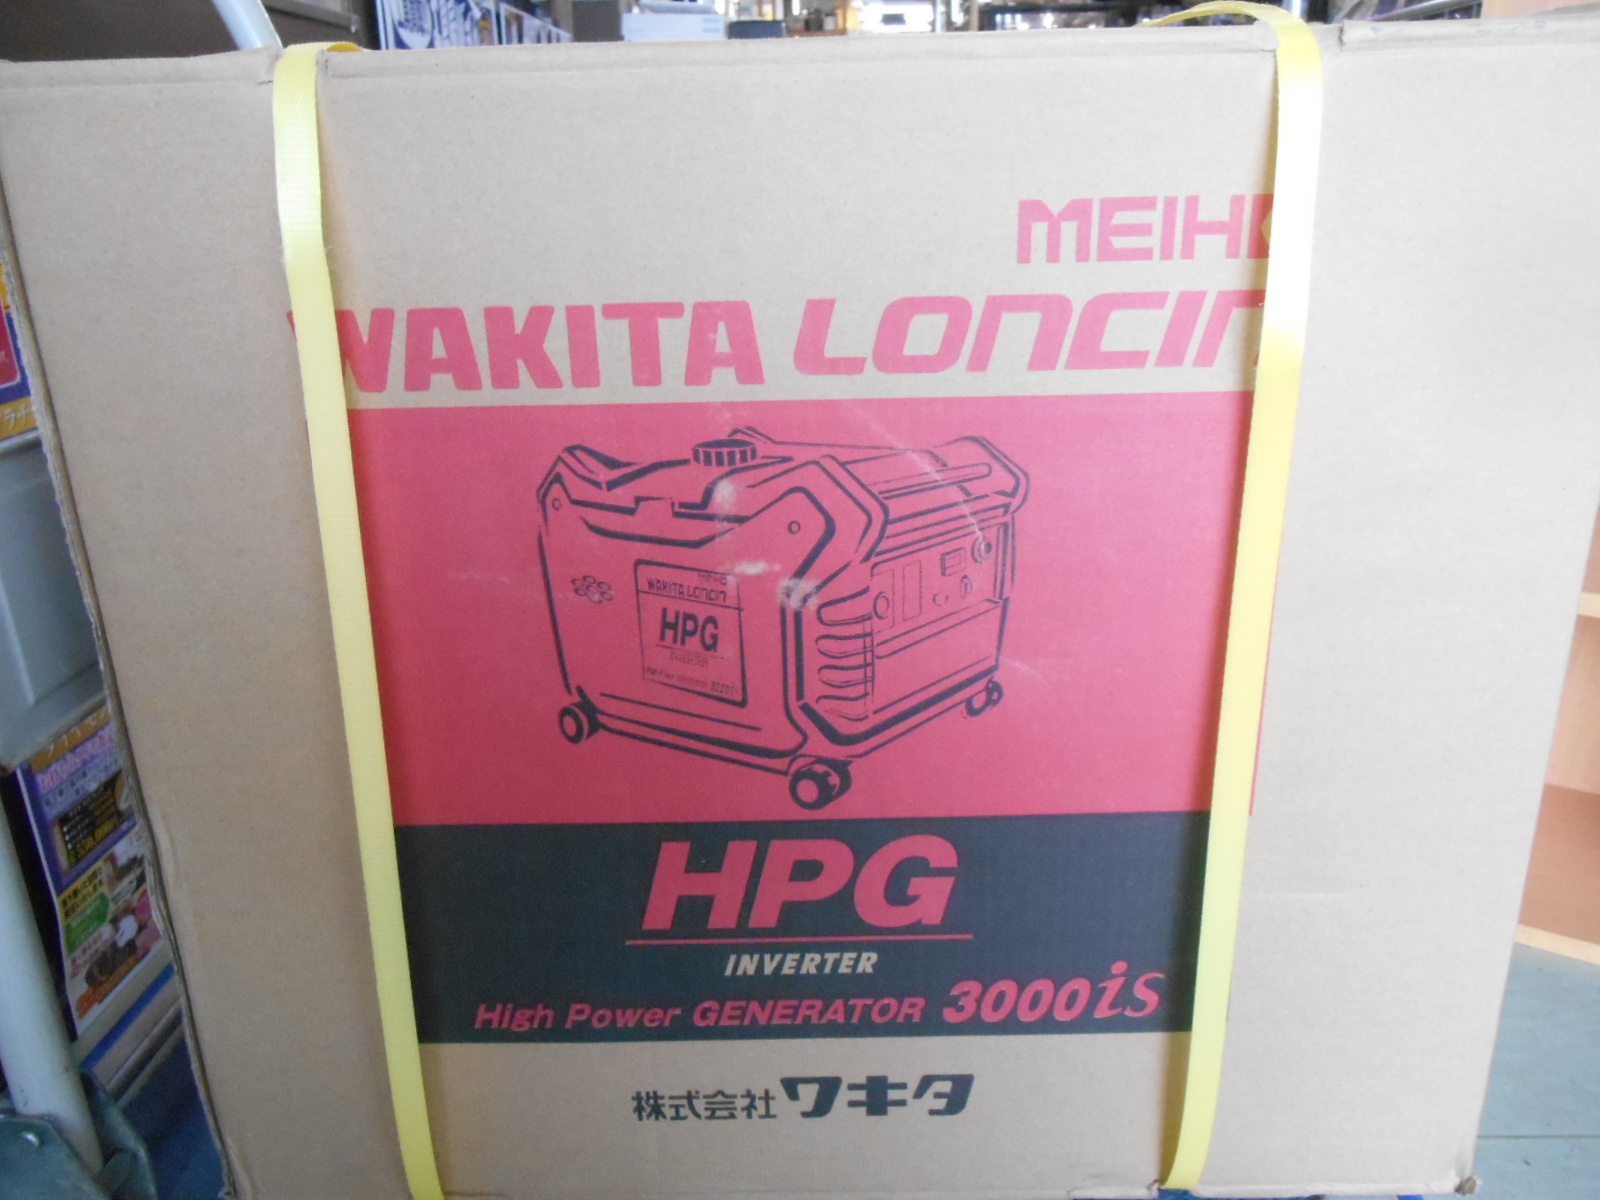 MEIHO
WAKITA LONCIN
MEIHO
WAKITA LONCIN
HPG
HPG
INVERTER
High Power GENERATOR 3000iS
株式会社ワキタ